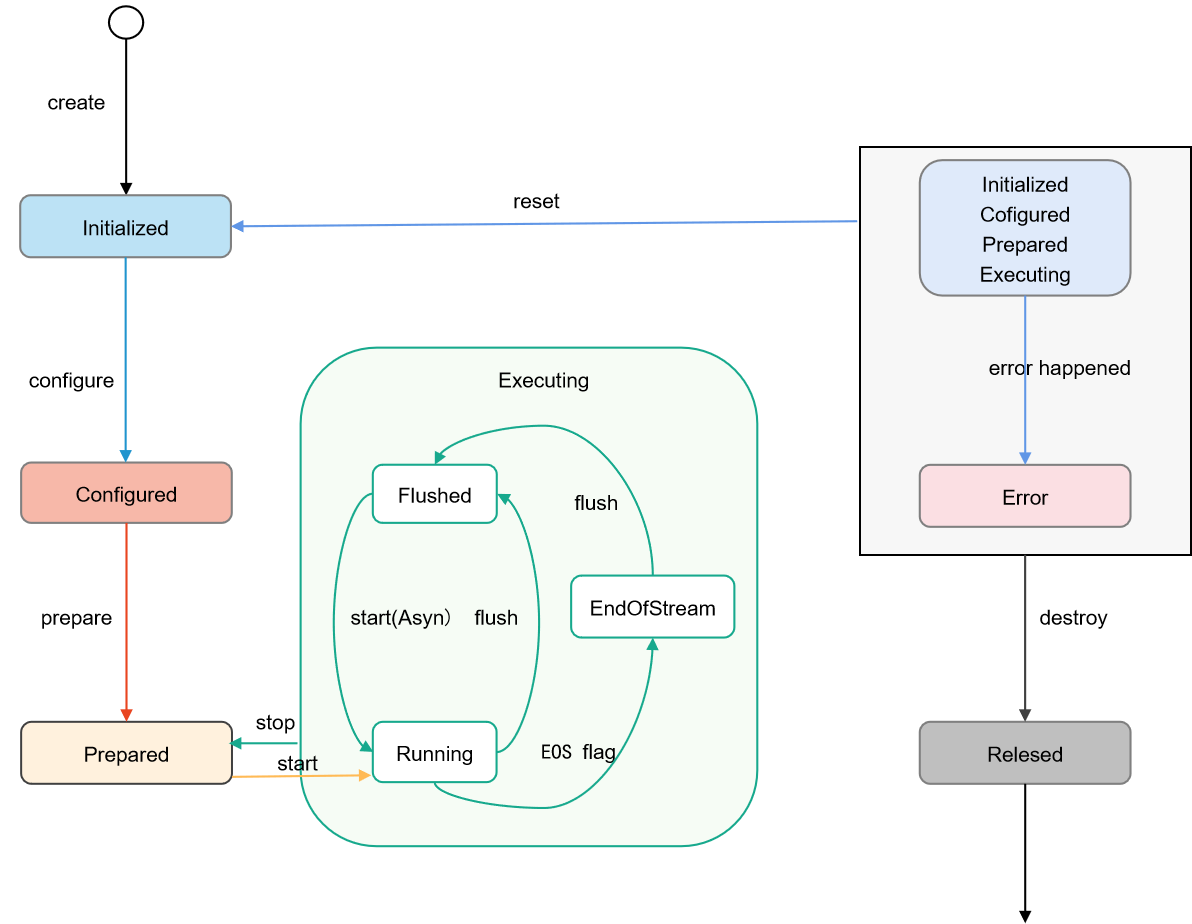 create
Initialized
reset
Initialized
Cofigured
Prepared
Executing
configure
Executing
error happened
Configured
Flushed
flush
Error
prepare
start(Asyn）
flush
EndOfStream
destroy
stop
start
Prepared
Running
EOS flag
Relesed